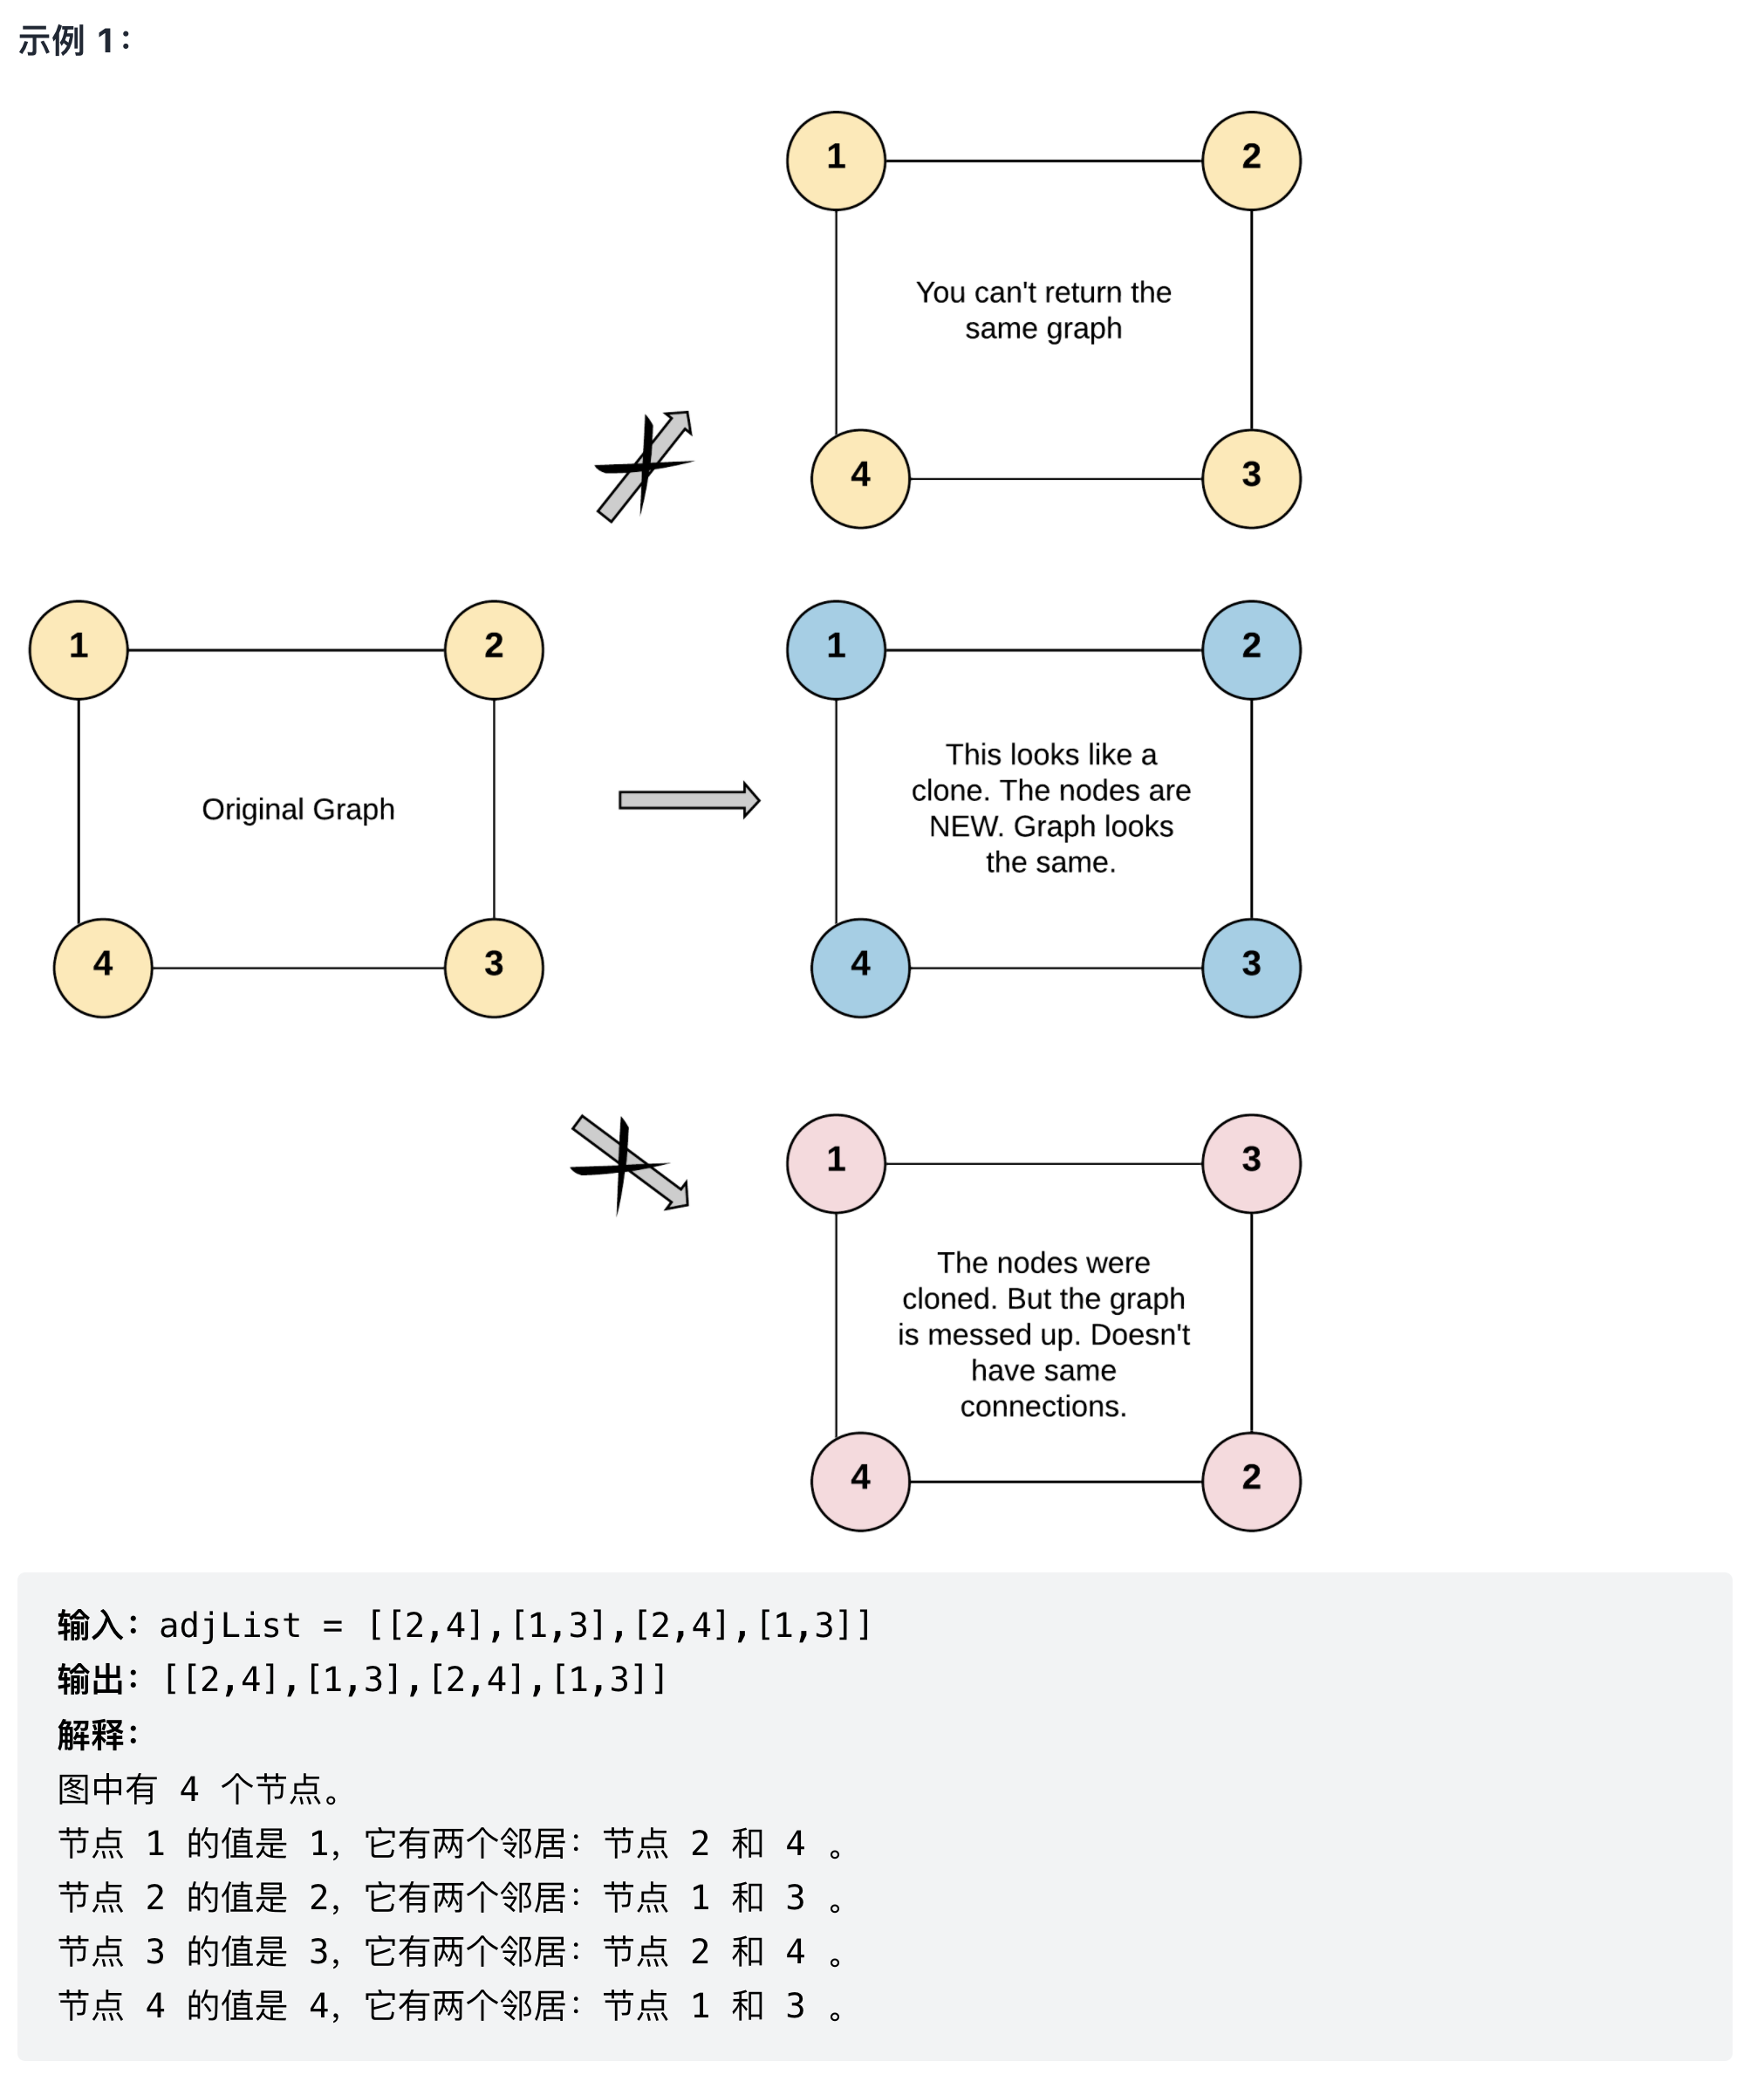 示例 1：
1
2
You can't return the
same graph
4
3
1
2
Original Graph
4
3
1
2
This looks like a
clone. The nodes are
NEW. Graph looks
the same.
4
3
1
3
The nodes were
cloned. But the graph
is messed up. Doesn't
have same
connections.
4
2
输入：adjList = [[2,4],[1,3],[2,4],[1,3]]
输出：[[2,4],[1,3],[2,4],[1,3]]
解释：
图中有 4 个节点。
节点 1 的值是 1，它有两个邻居：节点 2 和 4 。
节点 2 的值是 2，它有两个邻居：节点 1 和 3 。
节点 3 的值是 3，它有两个邻居：节点 2 和 4 。
节点 4 的值是 4，它有两个邻居：节点 1 和 3 。